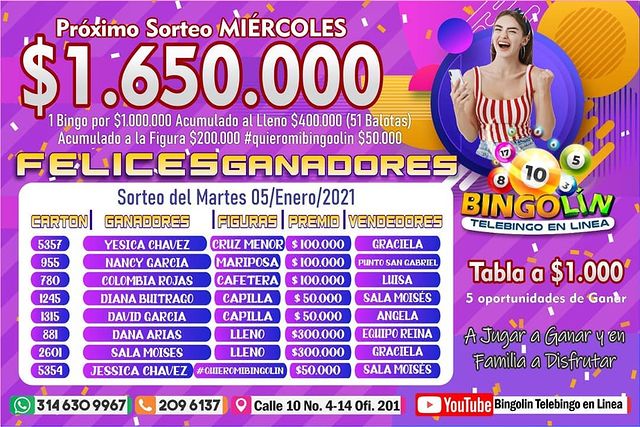 Próximo Sorteo MIÉRCOLES
$1.650.000
1 Bingo por $1.000,000 Acumulado al Lleno $400.000 (51 Balotas)
Acumulado a la Figura $200.000 #quieromibingoolin $50.000
FELICES GANADORES
Sorteo del Martes 05/Enero/2021
CARTON GANADORES FIGURAS PREMIO VENDEDORES
5357 YESICA CHAVEZ CRUZ MENOR $100.000 GRACIELA
955 NANCY GARCIA MARIPOSA $100.000 PUNTO SAN GABRIEL
780 COLOMBIA ROJAS CAFETERA $100.000 LUISA
1245 DIANA BUITRAGO CAPILLA $50.000 SALA MOISÉS
1315 DAVID GARCIA CAPILLA $50.000 ANGELA
881 DANA ARIAS LLENO $300.000 EQUIPO REINA
2601 SALA MOISES LLENO $300.000 GRACIELA
5354 JESSICA CHAVEZ #QUIEROMIBINGOLIN $50.000 SALA MOISÉS
17
5
8
10
BINGOLÍN
TELEBINGO EN LINEA
Tabla a $1.000
5 oportunidades de Ganar
A Jugar a Ganar y en
Familia a Disfrutar
314 630 9967 209 6137 Calle 10 No. 4-14 Ofi. 201 YouTube Bingolin Telebingo en Linea